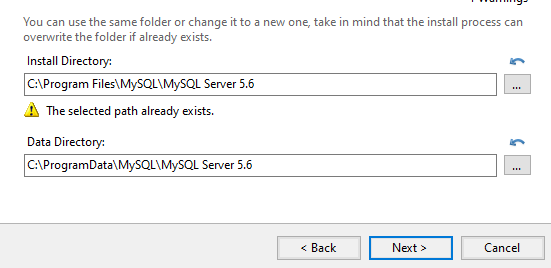 You can use the same folder or change it to a new one, take in mind that the install process can
overwrite the folder if already exists.
Install Directory:
C:\Program Files\MySQL\MySQL Server 5.6
...
The selected path already exists.
Data Directory:
C:\ProgramData\MySQL\MySQL Server 5.6
...
< Back
Next >
Cancel